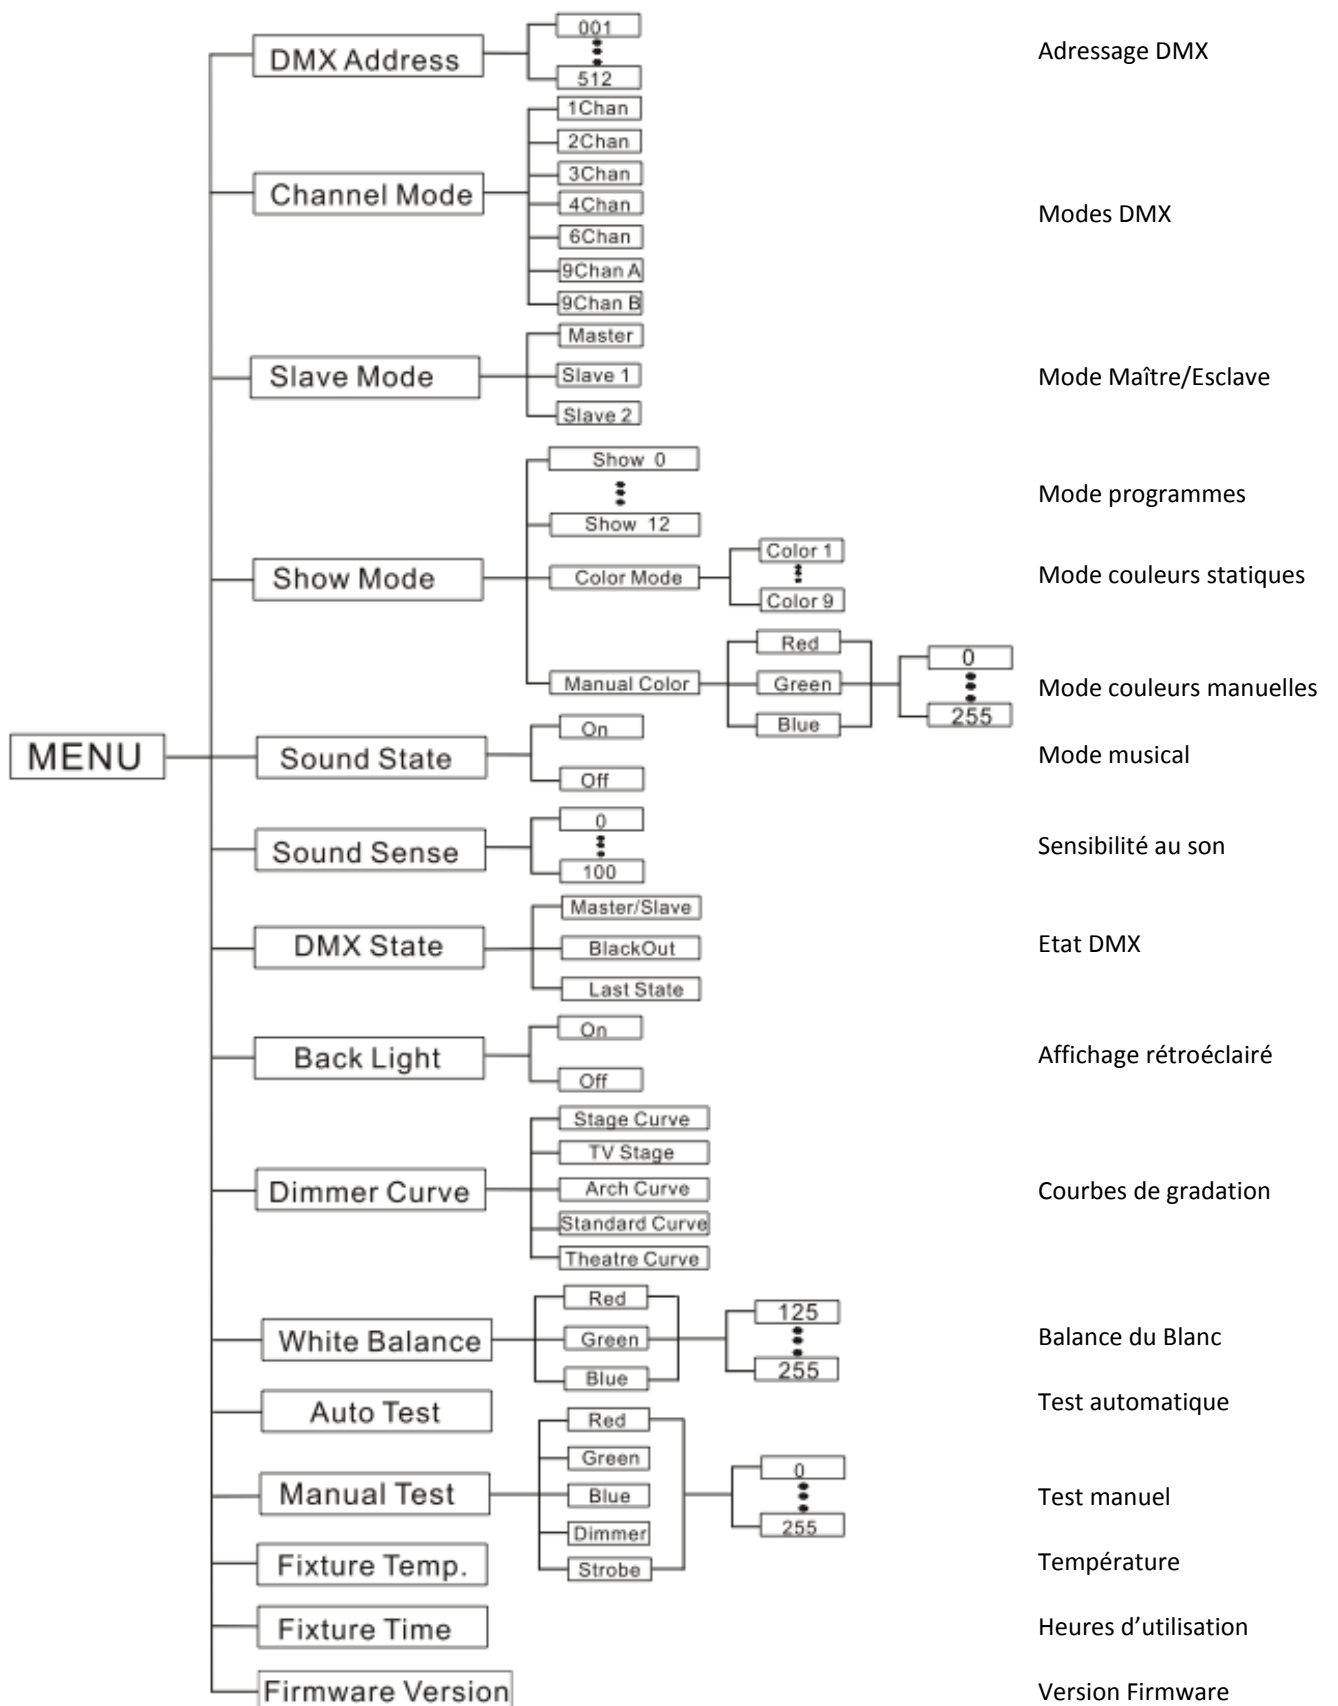 001
DMX Address
512
Adressage DMX
1Chan
2Chan
3Chan
Channel Mode
4Chan
6Chan
9Chan A
9Chan B
Modes DMX
Master
Slave Mode
Slave 1
Slave 2
Mode Maître/Esclave
Show 0
Show 12
Mode programmes
Show Mode
Color Mode
Color 1
Color 9
Mode couleurs statiques
Manual Color
Red
Green
Blue
0
255
Mode couleurs manuelles
MENU
Sound State
On
Off
Mode musical
Sound Sense
0
100
Sensibilité au son
DMX State
Master/Slave
BlackOut
Last State
Etat DMX
Back Light
On
Off
Affichage rétroéclairé
Dimmer Curve
Stage Curve
TV Stage
Arch Curve
Standard Curve
Theatre Curve
Courbes de gradation
White Balance
Red
Green
Blue
125
255
Balance du Blanc
Auto Test
Test automatique
Manual Test
Red
Green
Blue
Dimmer
Strobe
0
255
Test manuel
Fixture Temp.
Température
Fixture Time
Heures d’utilisation
Firmware Version
Version Firmware